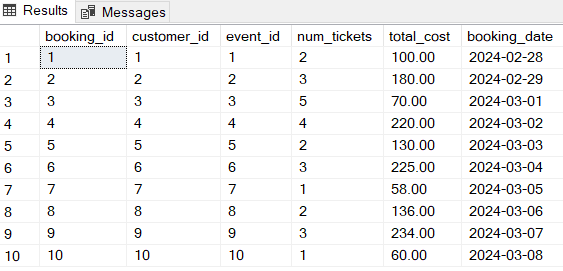 Results Messages
booking_id customer_id event_id num_tickets total_cost booking_date
1 1 1 1 2 100.00 2024-02-28
2 2 2 2 3 180.00 2024-02-29
3 3 3 3 5 70.00 2024-03-01
4 4 4 4 4 220.00 2024-03-02
5 5 5 5 2 130.00 2024-03-03
6 6 6 6 3 225.00 2024-03-04
7 7 7 7 1 58.00 2024-03-05
8 8 8 8 2 136.00 2024-03-06
9 9 9 9 3 234.00 2024-03-07
10 10 10 10 1 60.00 2024-03-08